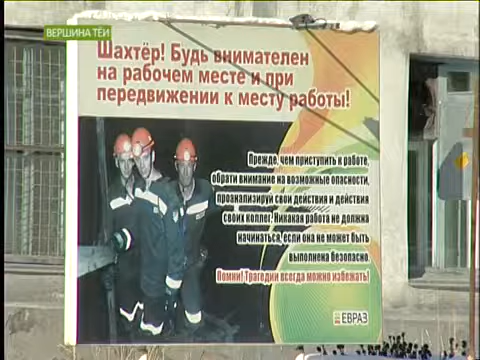 ВЕРШИНА ТЁИ
Шахтёр! Будь внимателен
на рабочем месте и при
передвижении к месту работы!
Прежде, чем приступить к работе,
обрати внимание на возможные опасности,
проанализируй свои действия и действия
своих коллег. Никакая работа не должна
начинаться, если она не может быть
выполнена безопасно.
Помни! Трагедии всегда можно избежать!
ЕВРАЗ